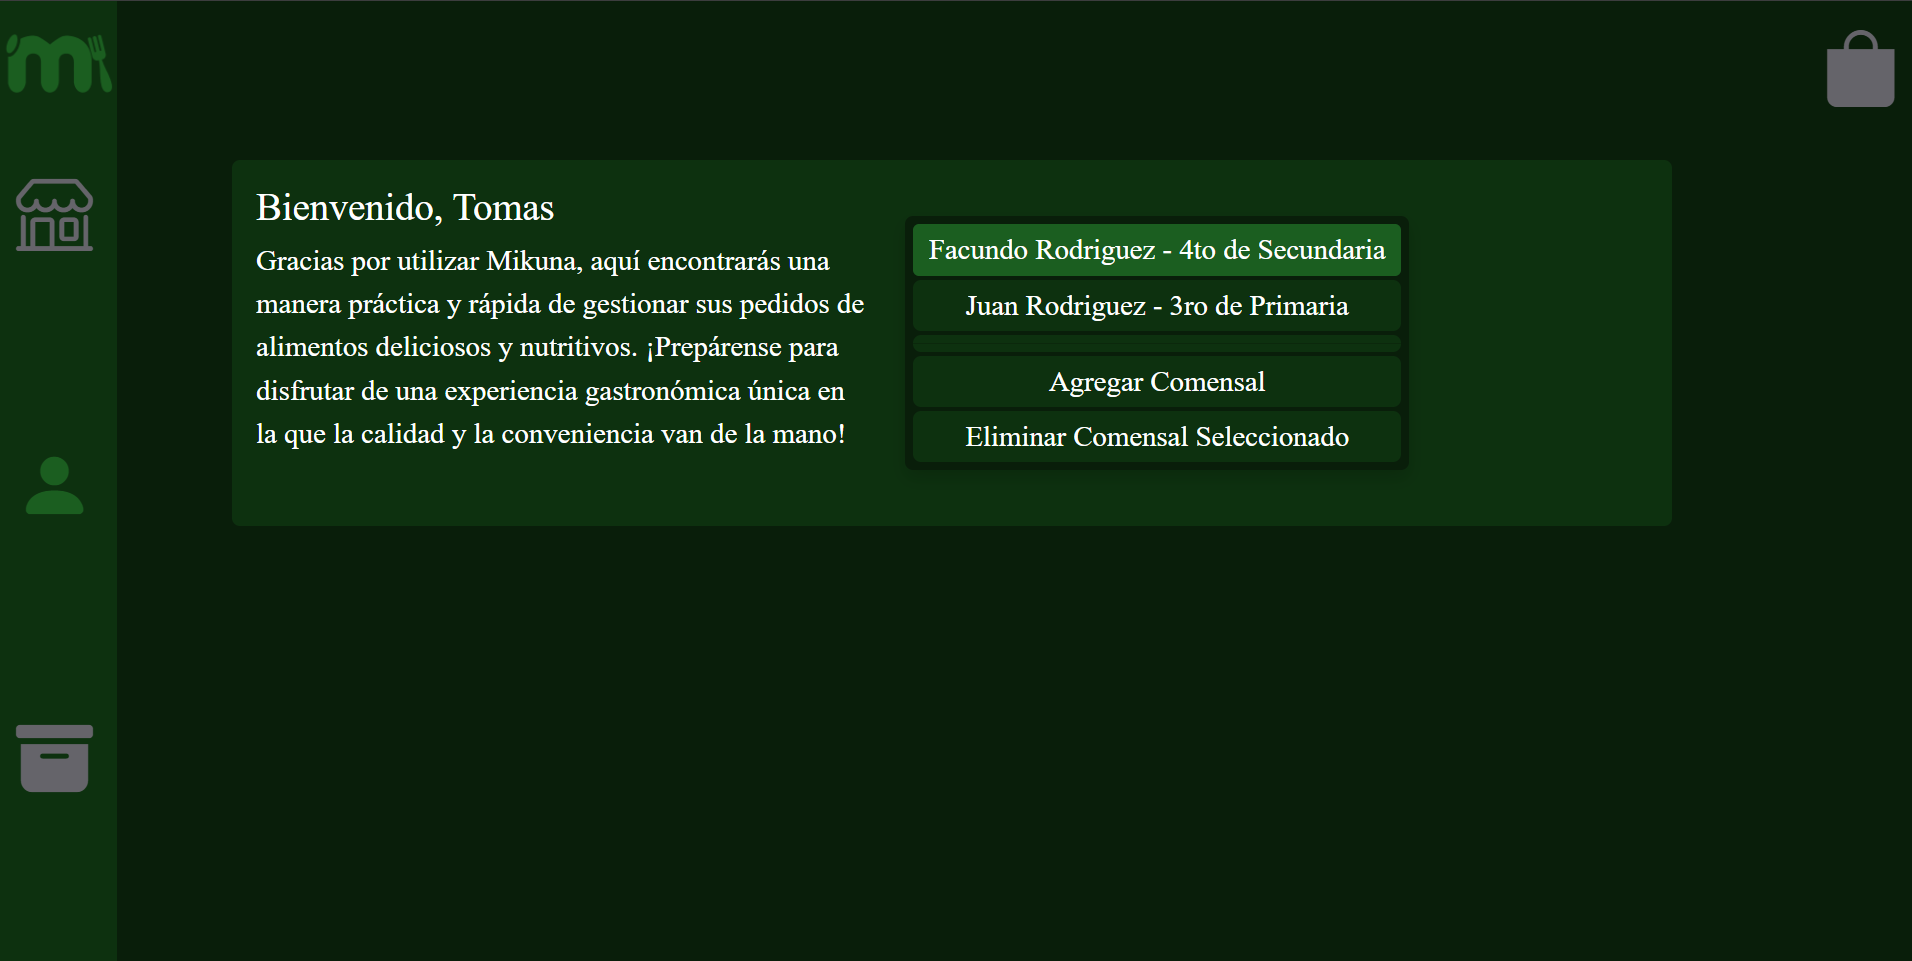 m
Bienvenido, Tomas
Gracias por utilizar Mikuna, aquí encontrarás una
manera práctica y rápida de gestionar sus pedidos de
alimentos deliciosos y nutritivos. ¡Prepárense para
disfrutar de una experiencia gastronómica única en
la que la calidad y la conveniencia van de la mano!
Facundo Rodriguez - 4to de Secundaria
Juan Rodriguez - 3ro de Primaria
Agregar Comensal
Eliminar Comensal Seleccionado